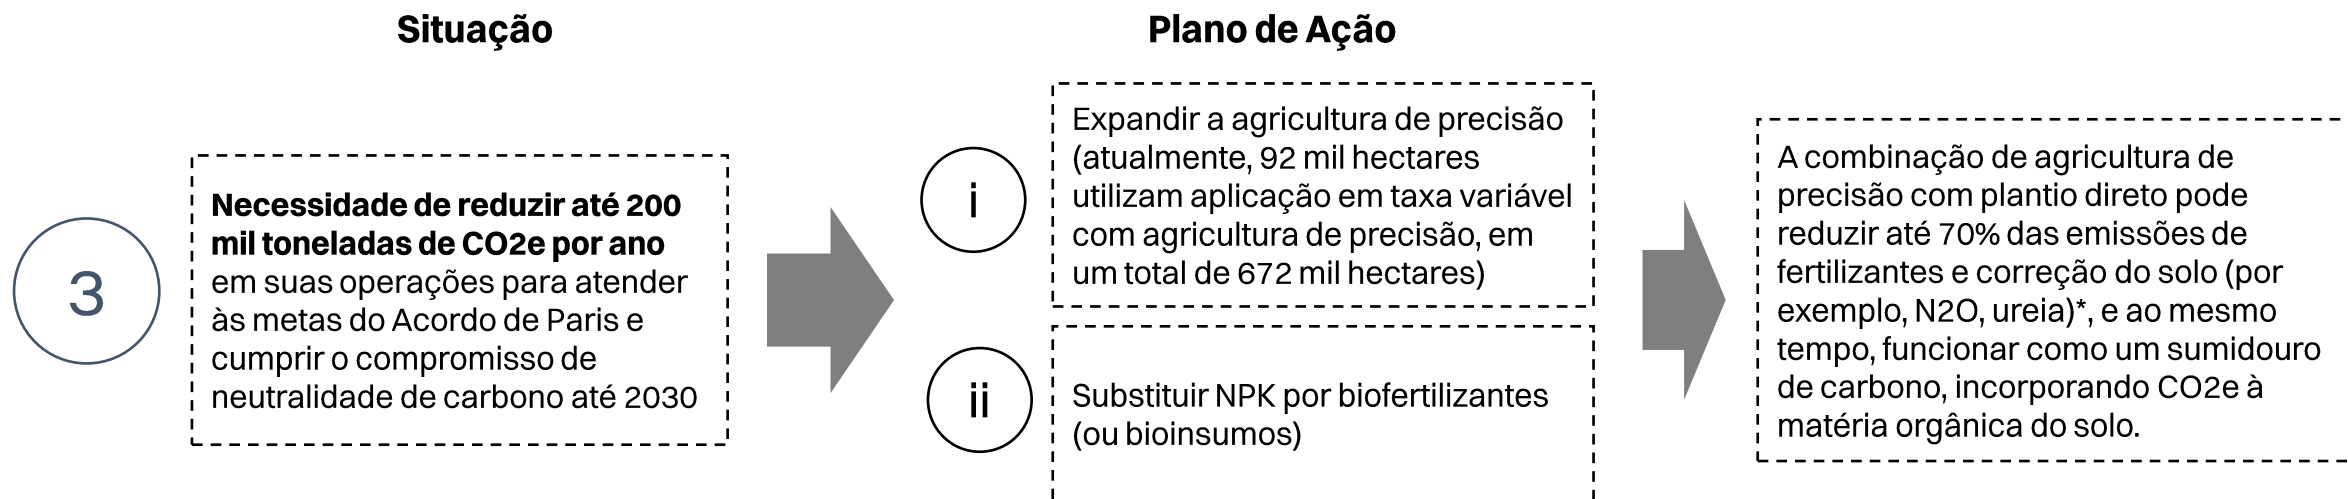 Situação
Plano de Ação
3
Necessidade de reduzir até 200
mil toneladas de CO2e por ano
em suas operações para atender
às metas do Acordo de Paris e
cumprir o compromisso de
neutralidade de carbono até 2030
i
Expandir a agricultura de precisão
(atualmente, 92 mil hectares
utilizam aplicação em taxa variável
com agricultura de precisão, em
um total de 672 mil hectares)
ii
Substituir NPK por biofertilizantes
(ou bioinsumos)
A combinação de agricultura de
precisão com plantio direto pode
reduzir até 70% das emissões de
fertilizantes e correção do solo (por
exemplo, N2O, ureia)*, e ao mesmo
tempo, funcionar como um sumidouro
de carbono, incorporando CO2e à
matéria orgânica do solo.